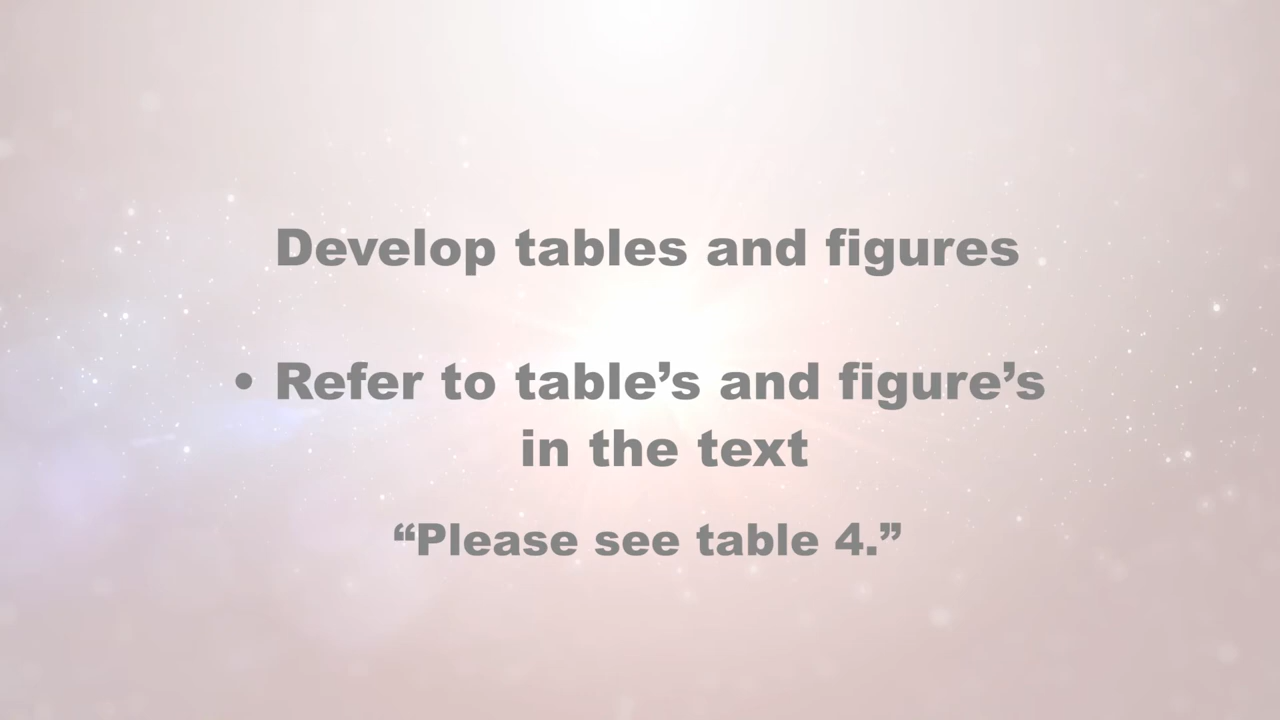 Develop tables and figures
• Refer to table’s and figure’s
in the text
“Please see table 4.”